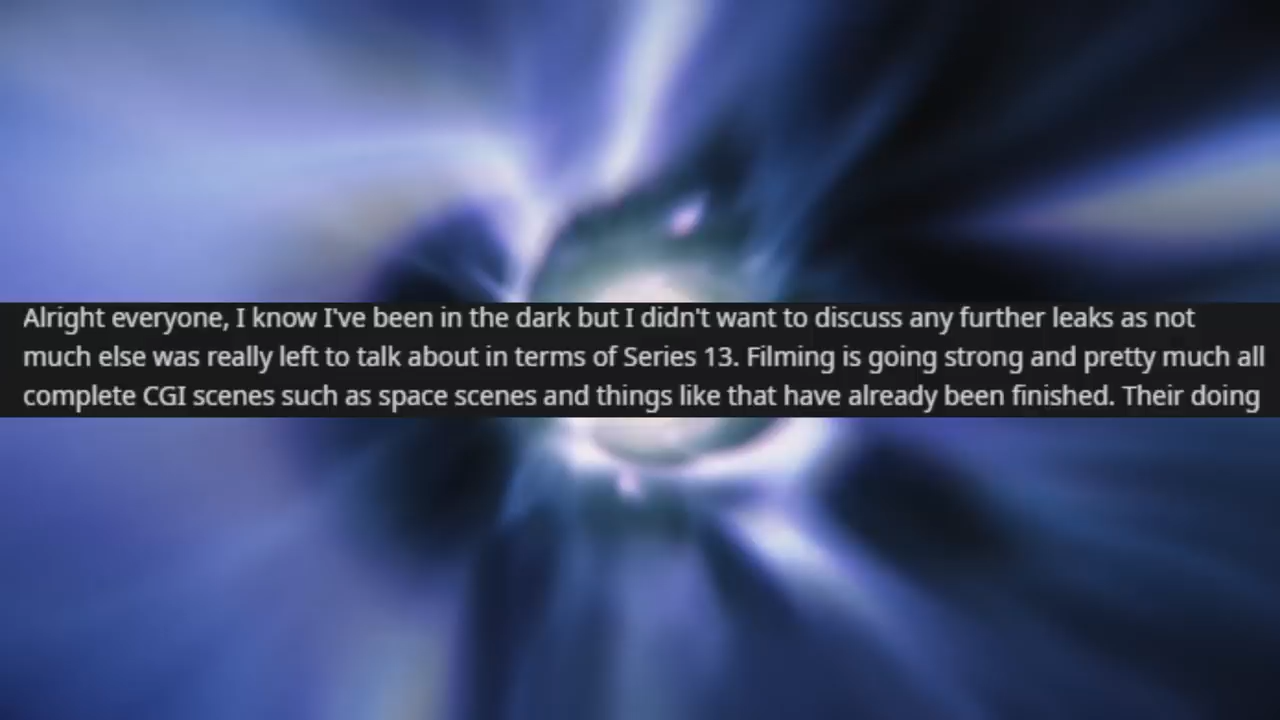 Alright everyone, I know I've been in the dark but I didn't want to discuss any further leaks as not
much else was really left to talk about in terms of Series 13. Filming is going strong and pretty much all
complete CGI scenes such as space scenes and things like that have already been finished. Their doing